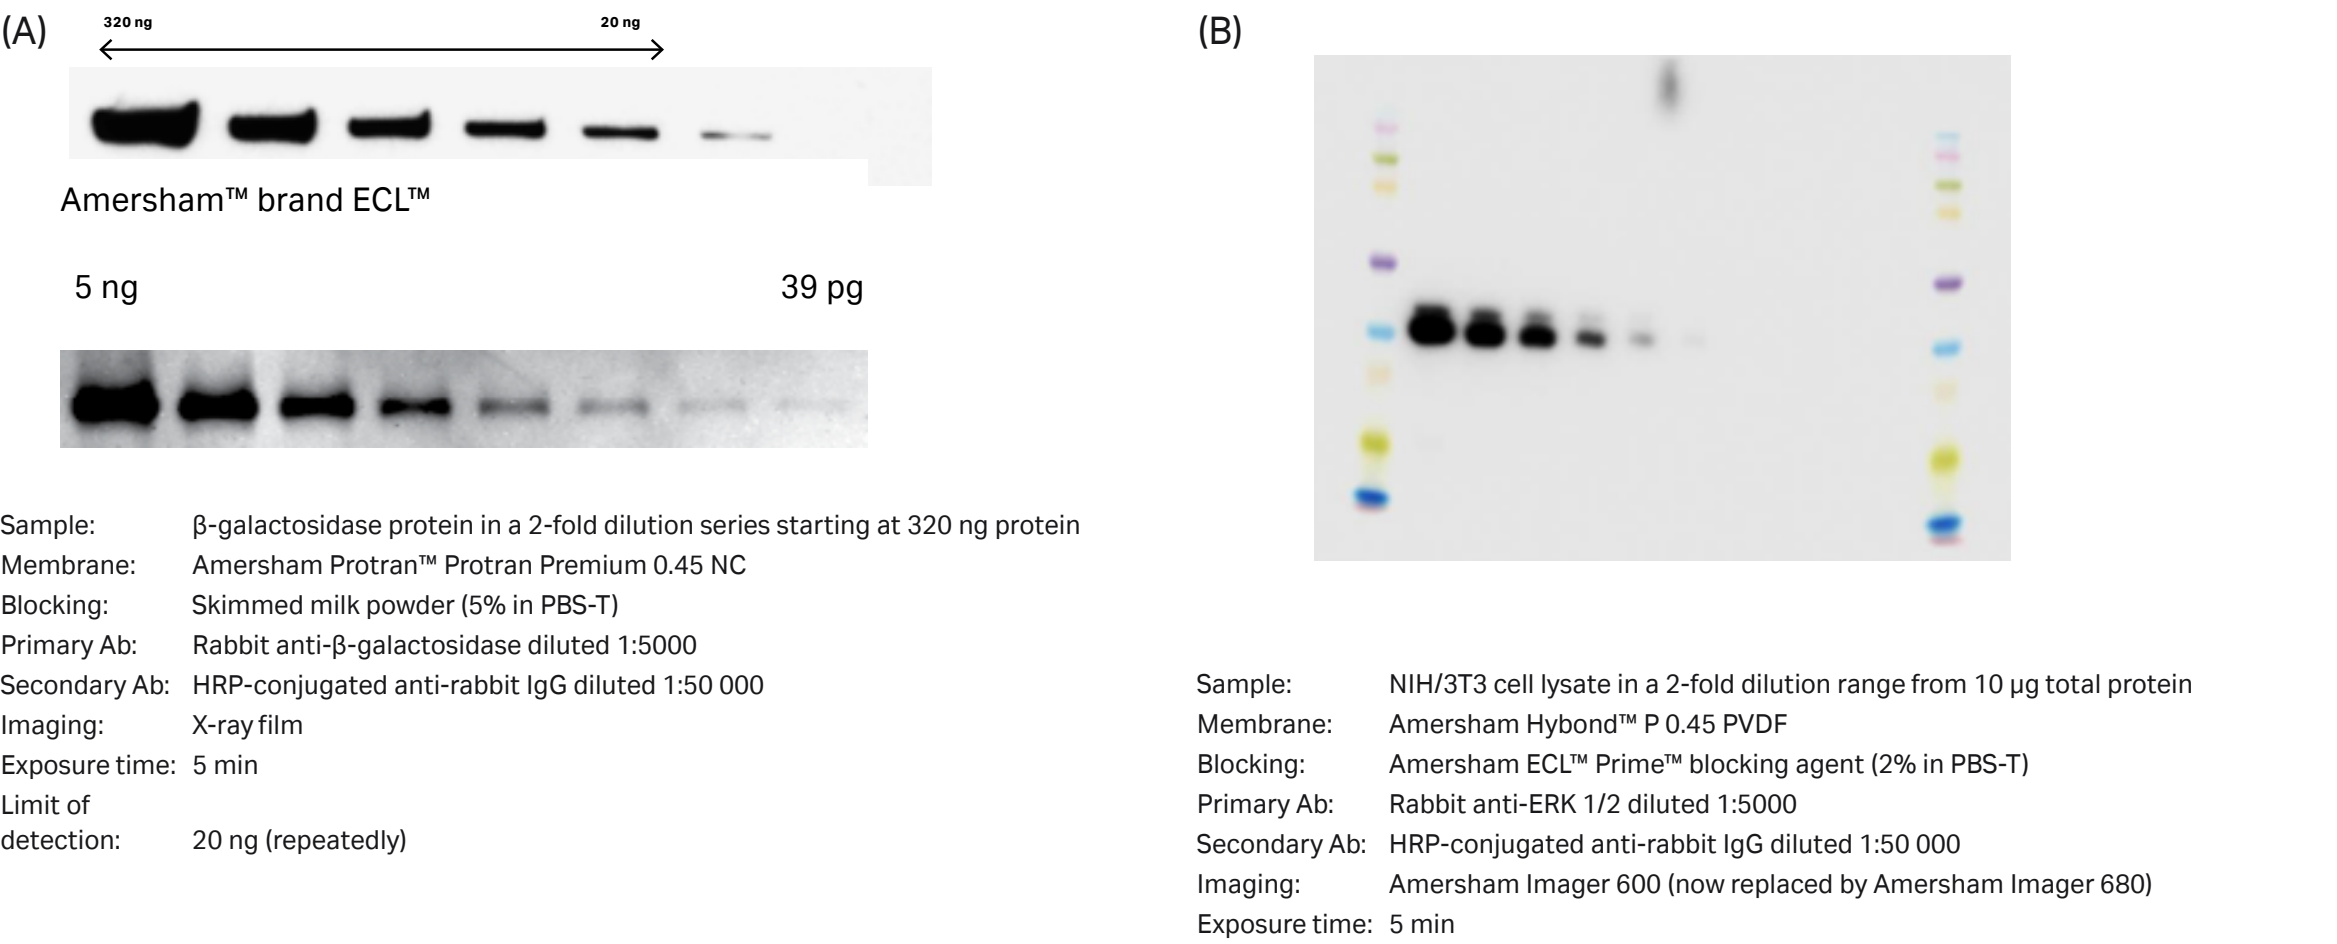 (A)
320 ng 20 ng
Amersham™ brand ECL™
5 ng 39 pg
Sample: β-galactosidase protein in a 2-fold dilution series starting at 320 ng protein
Membrane: Amersham Protran™ Protran Premium 0.45 NC
Blocking: Skimmed milk powder (5% in PBS-T)
Primary Ab: Rabbit anti-β-galactosidase diluted 1:5000
Secondary Ab: HRP-conjugated anti-rabbit IgG diluted 1:50 000
Imaging: X-ray film
Exposure time: 5 min
Limit of
detection: 20 ng (repeatedly)
(B)
Sample: NIH/3T3 cell lysate in a 2-fold dilution range from 10 µg total protein
Membrane: Amersham Hybond™ P 0.45 PVDF
Blocking: Amersham ECL™ Prime™ blocking agent (2% in PBS-T)
Primary Ab: Rabbit anti-ERK 1/2 diluted 1:5000
Secondary Ab: HRP-conjugated anti-rabbit IgG diluted 1:50 000
Imaging: Amersham Imager 600 (now replaced by Amersham Imager 680)
Exposure time: 5 min